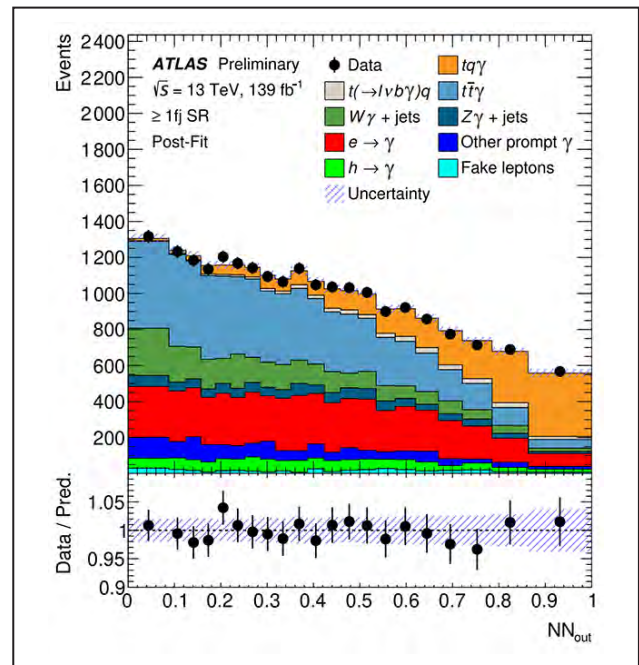 Events
2400
2200
2000
1800
1600
1400
1200
1000
800
600
400
200
ATLAS Preliminary
√s = 13 TeV, 139 fb⁻¹
≥ 1fj SR
Post-Fit
Data
tqγ
t(→lνbγ)q
tt̄γ
Wγ + jets
Zγ + jets
e → γ
Other prompt γ
h → γ
Fake leptons
Uncertainty
Data / Pred.
1.05
1
0.95
0.9
0 0.1 0.2 0.3 0.4 0.5 0.6 0.7 0.8 0.9 1
NNout